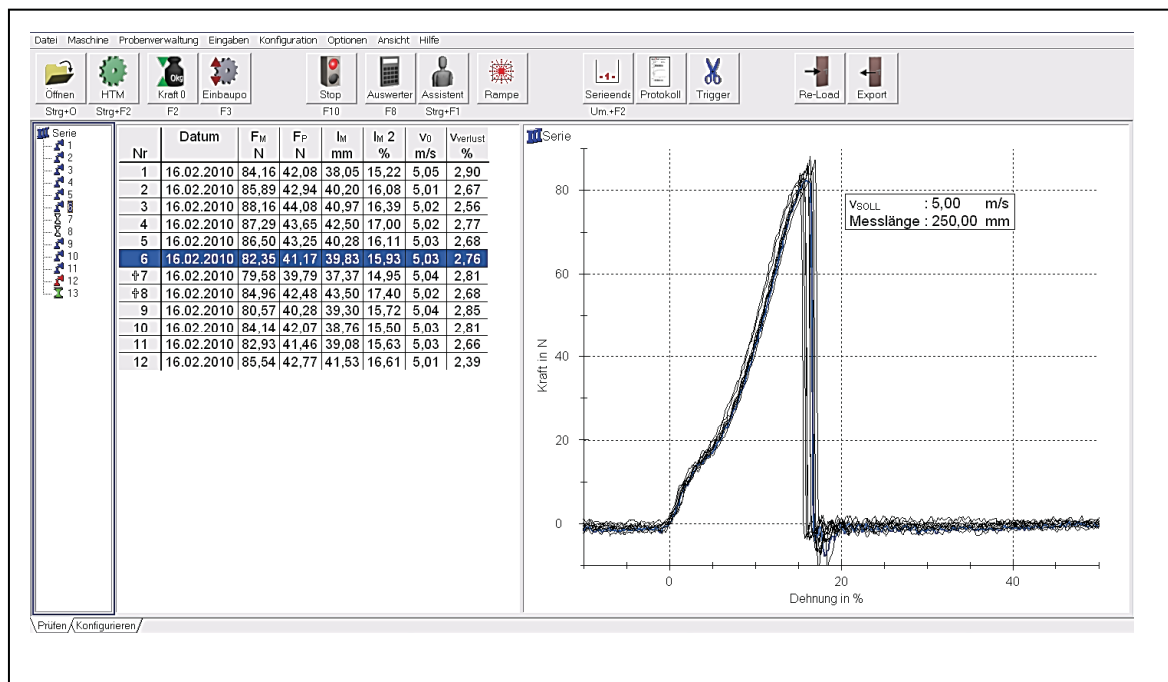 Datei Maschine Probenverwaltung Eingaben Konfiguration Optionen Ansicht Hilfe
Öffnen HTM Kraft 0 Einbaupo Stop Auswerter Assistent Rampe Serieende Protokoll Trigger Re-Load Export
Strg+O Strg+F2 F2 F3 F10 F8 Strg+F1 Um.+F2
0kg
-1-
Serie
1
2
3
4
5
6
7
8
9
10
11
12
13
Datum FM FP lM lM 2 v0 vverlust
Nr N N mm % m/s %
1 16.02.2010 84,16 42,08 38,05 15,22 5,05 2,90
2 16.02.2010 85,89 42,94 40,20 16,08 5,01 2,67
3 16.02.2010 88,16 44,08 40,97 16,39 5,02 2,56
4 16.02.2010 87,29 43,65 42,50 17,00 5,02 2,77
5 16.02.2010 86,50 43,25 40,28 16,11 5,03 2,68
6 16.02.2010 82,35 41,17 39,83 15,93 5,03 2,76
✞7 16.02.2010 79,58 39,79 37,37 14,95 5,04 2,81
✞8 16.02.2010 84,96 42,48 43,50 17,40 5,02 2,68
9 16.02.2010 80,57 40,28 39,30 15,72 5,04 2,85
10 16.02.2010 84,14 42,07 38,76 15,50 5,03 2,81
11 16.02.2010 82,93 41,46 39,08 15,63 5,03 2,66
12 16.02.2010 85,54 42,77 41,53 16,61 5,01 2,39
Serie
Kraft in N
80
60
40
20
0
vSOLL : 5,00 m/s
Messlänge : 250,00 mm
0 20 40
Dehnung in %
Prüfen Konfigurieren